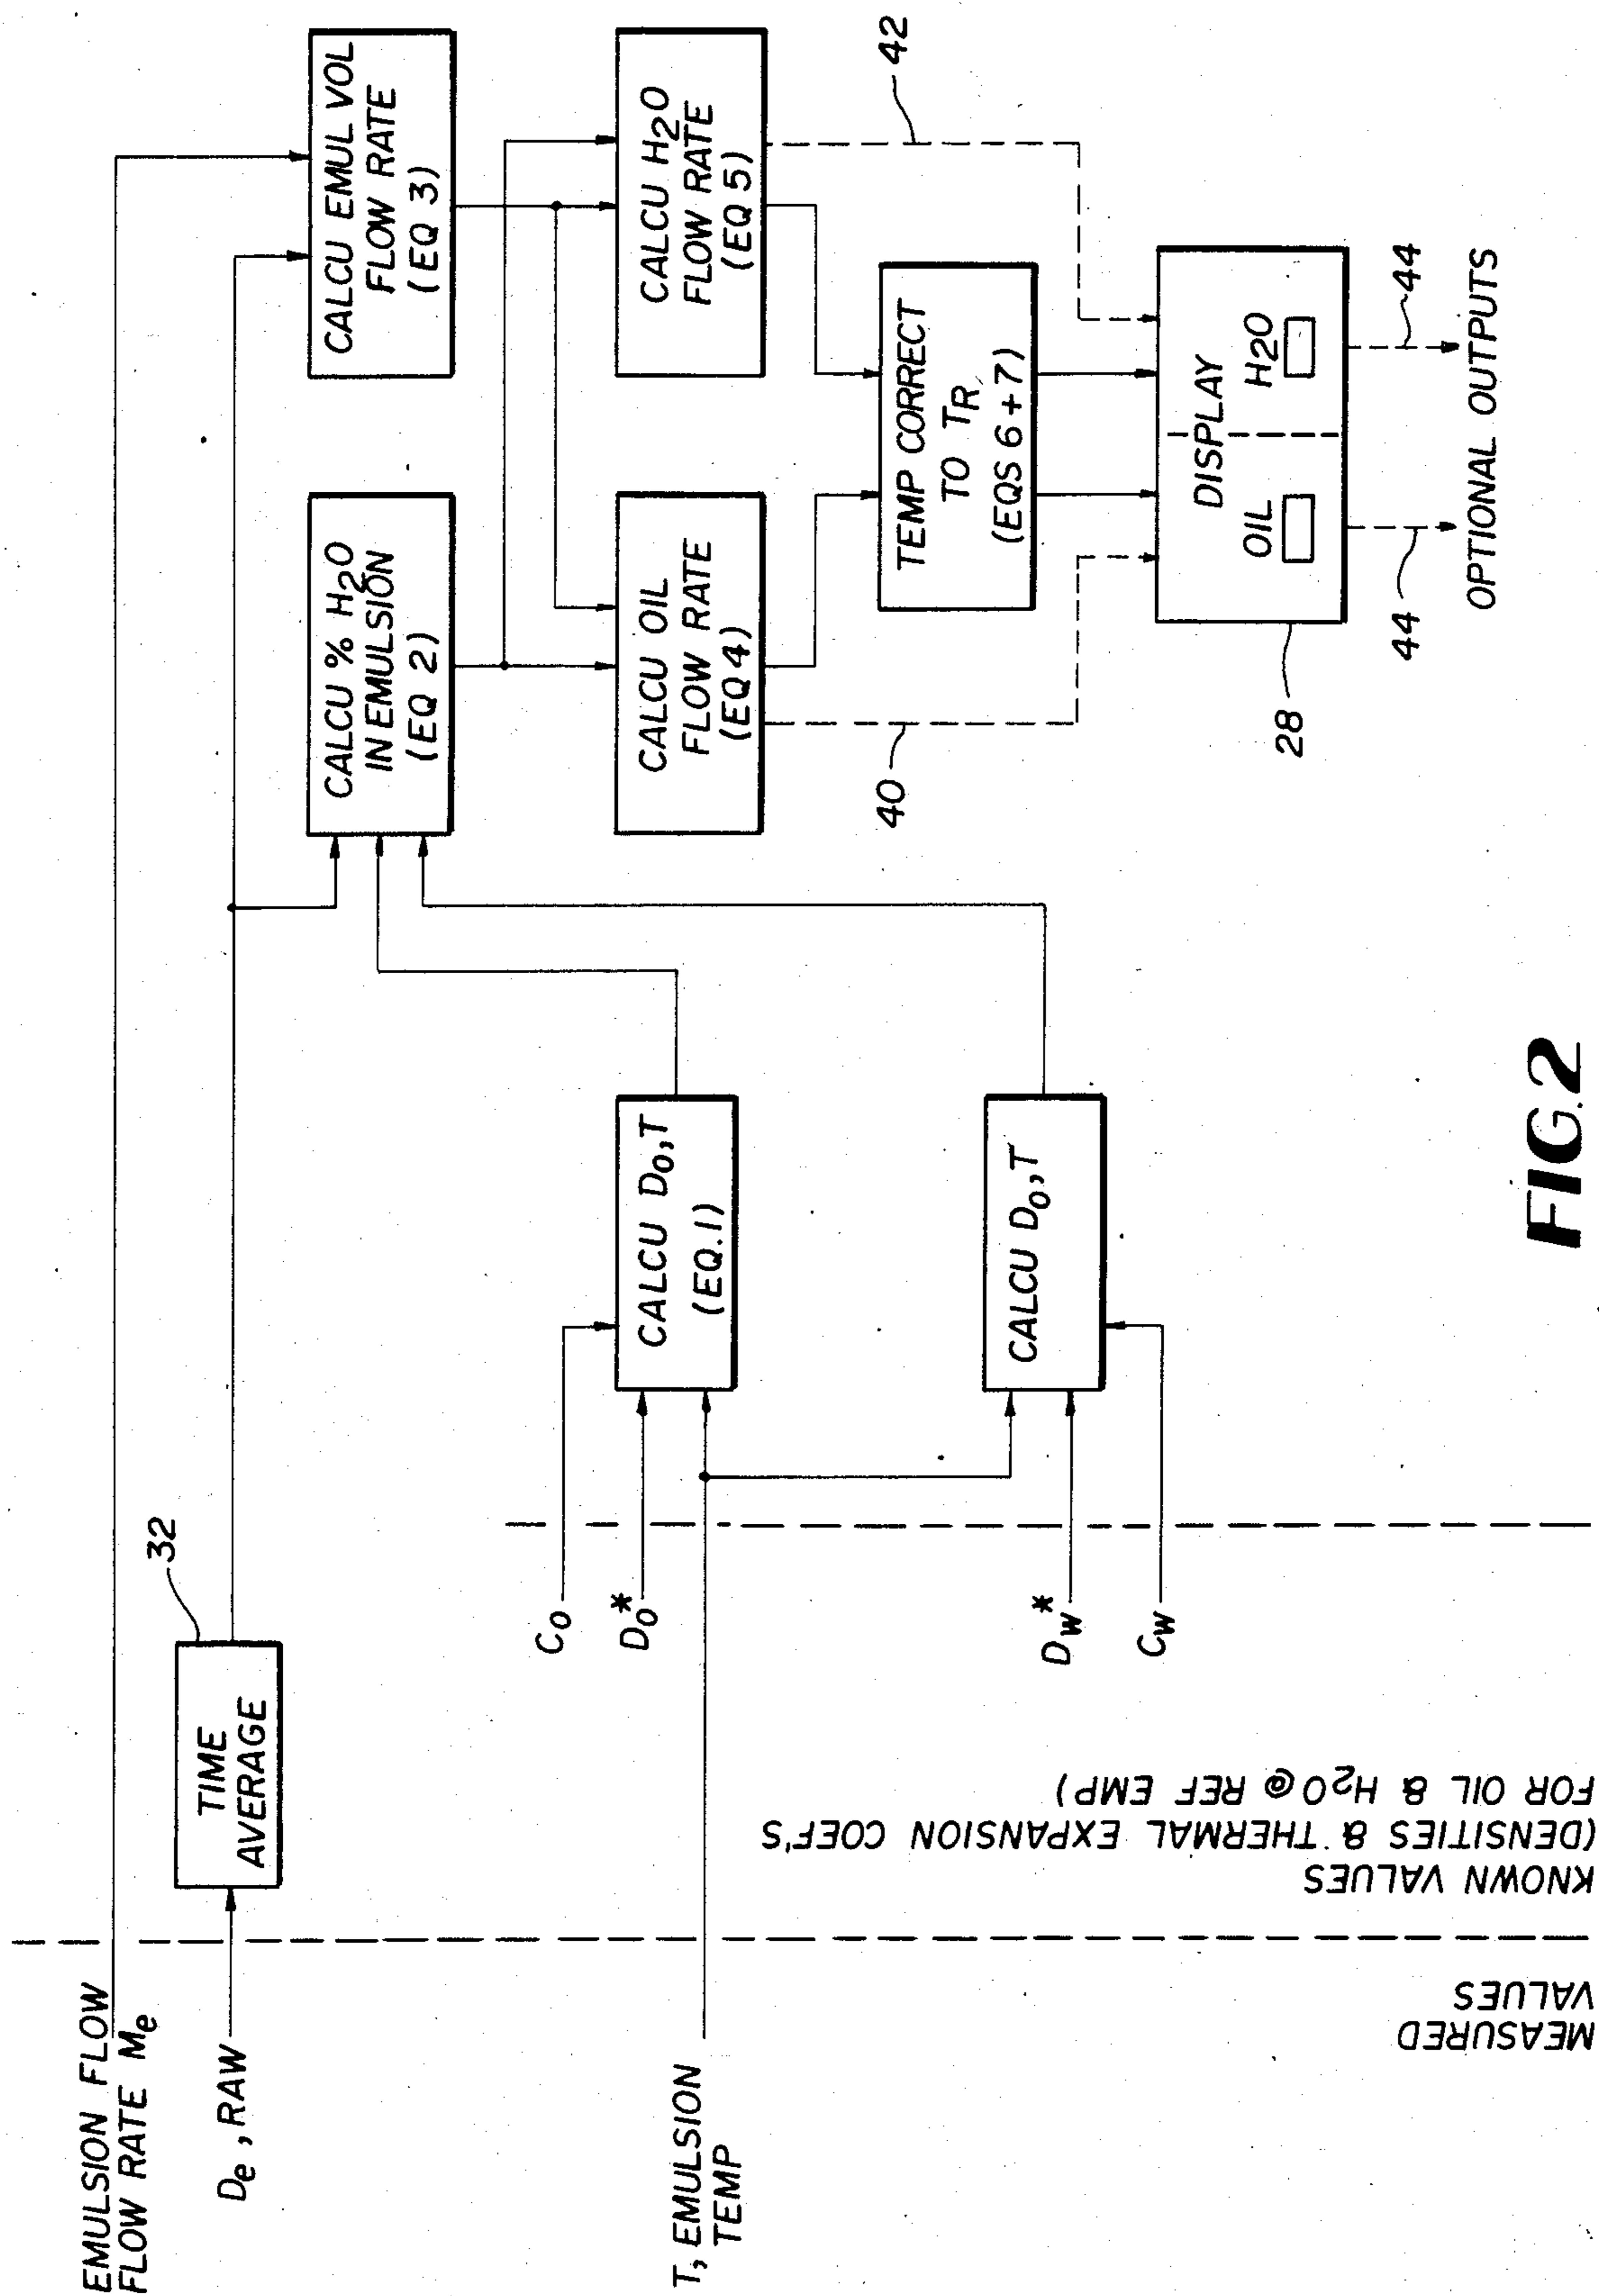 EMULSION FLOW
FLOW RATE Me
De, RAW
T, EMULSION
TEMP
MEASURED
VALUES
KNOWN VALUES
(DENSITIES & THERMAL EXPANSION COEF'S
FOR OIL & H2O @ REF EMP)
TIME
AVERAGE
32
Co
Do*
Dw*
Cw
CALCU Do,T
(EQ.1)
CALCU Do,T
CALCU % H2O
IN EMULSION
(EQ 2)
CALCU EMUL VOL
FLOW RATE
(EQ 3)
CALCU OIL
FLOW RATE
(EQ 4)
CALCU H2O
FLOW RATE
(EQ 5)
40
42
TEMP CORRECT
TO TR
(EQS 6+7)
DISPLAY
OIL
H2O
28
44
44
OPTIONAL OUTPUTS
FIG.2